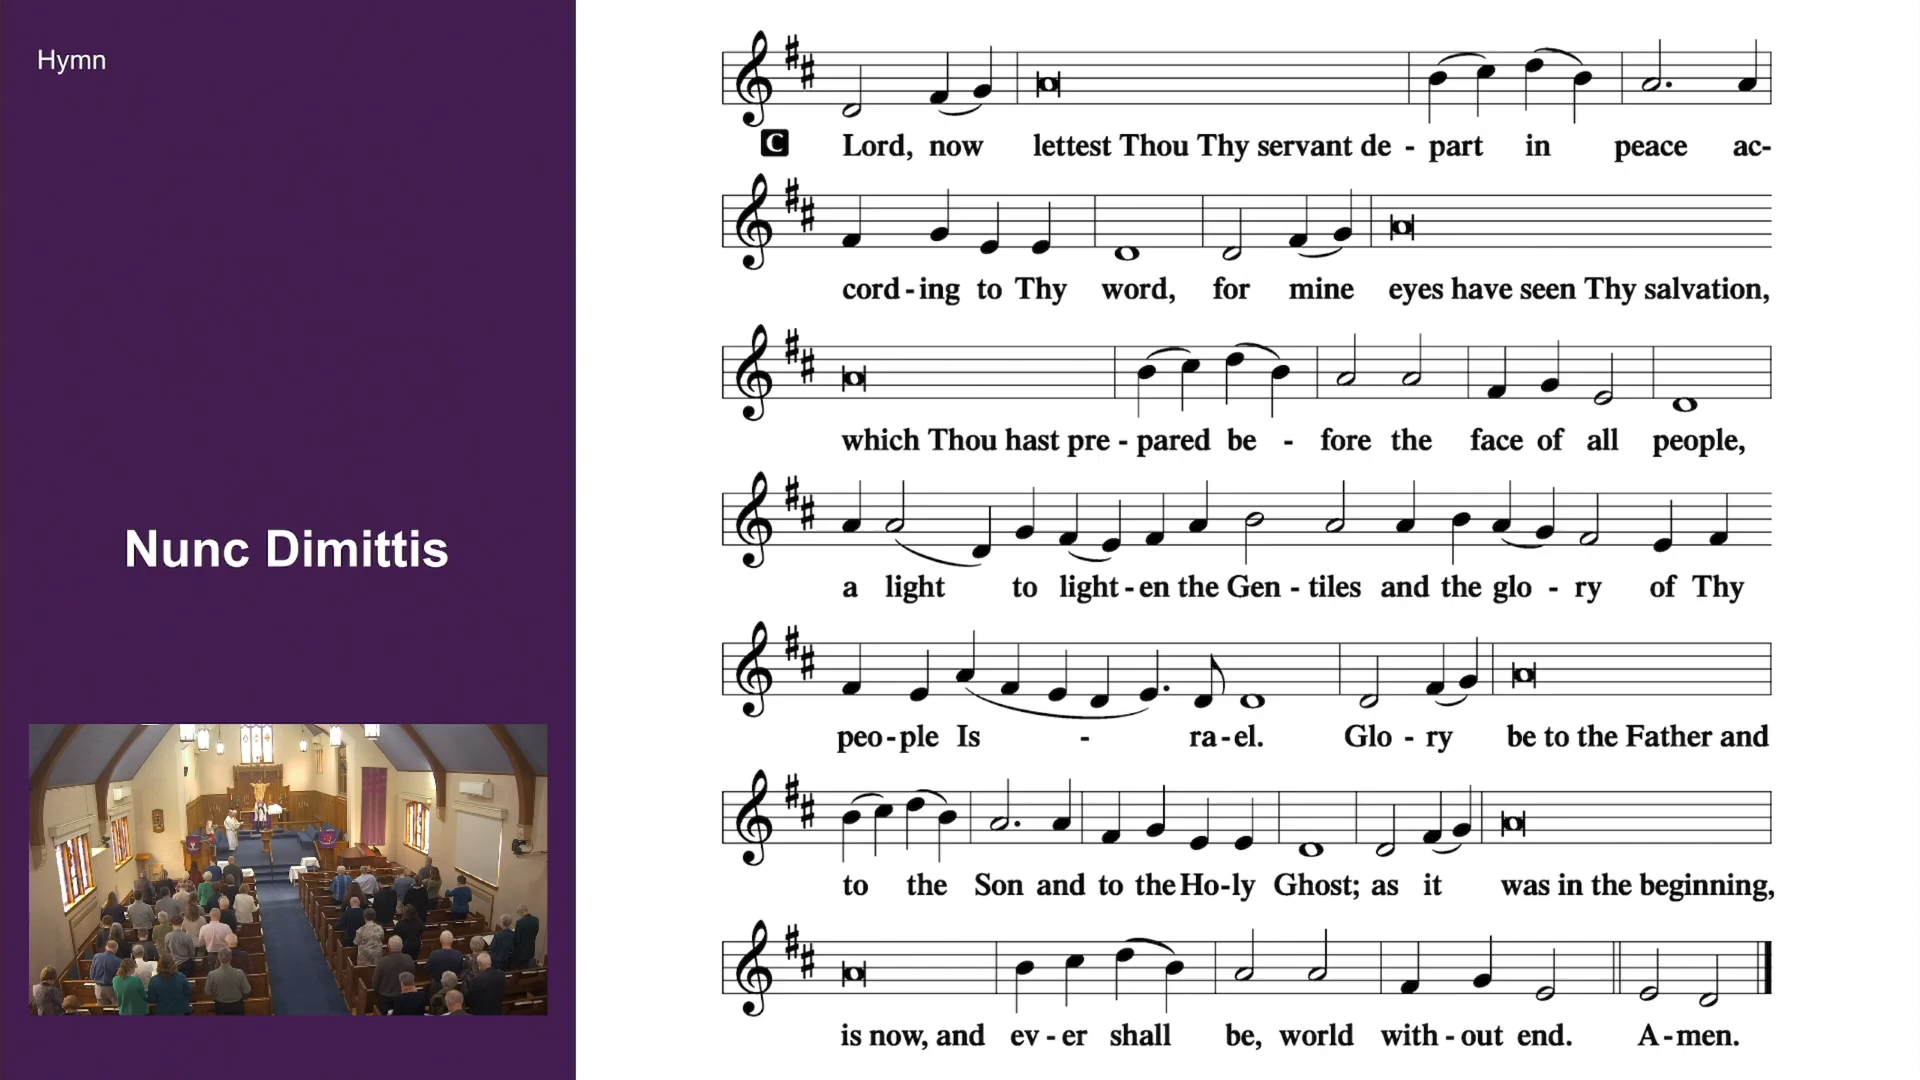 Hymn
Nunc Dimittis
C Lord, now lettest Thou Thy servant de - part in peace ac-
cord - ing to Thy word, for mine eyes have seen Thy salvation,
which Thou hast pre - pared be - fore the face of all people,
a light to light - en the Gen - tiles and the glo - ry of Thy
peo - ple Is - ra - el. Glo - ry be to the Father and
to the Son and to the Ho - ly Ghost; as it was in the beginning,
is now, and ev - er shall be, world with - out end. A - men.